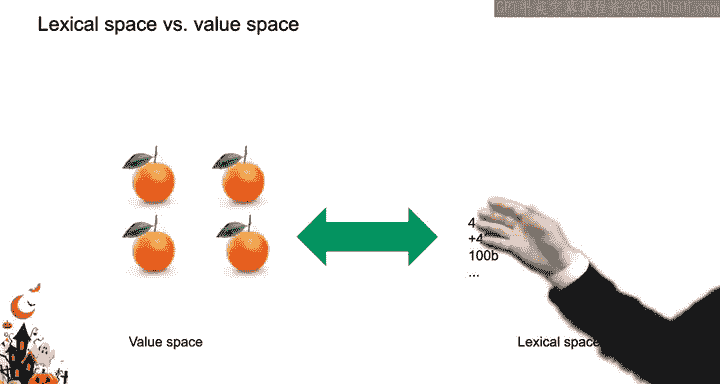 Lexical space vs. value space
4
+4
100b
...
Value space
Lexical space